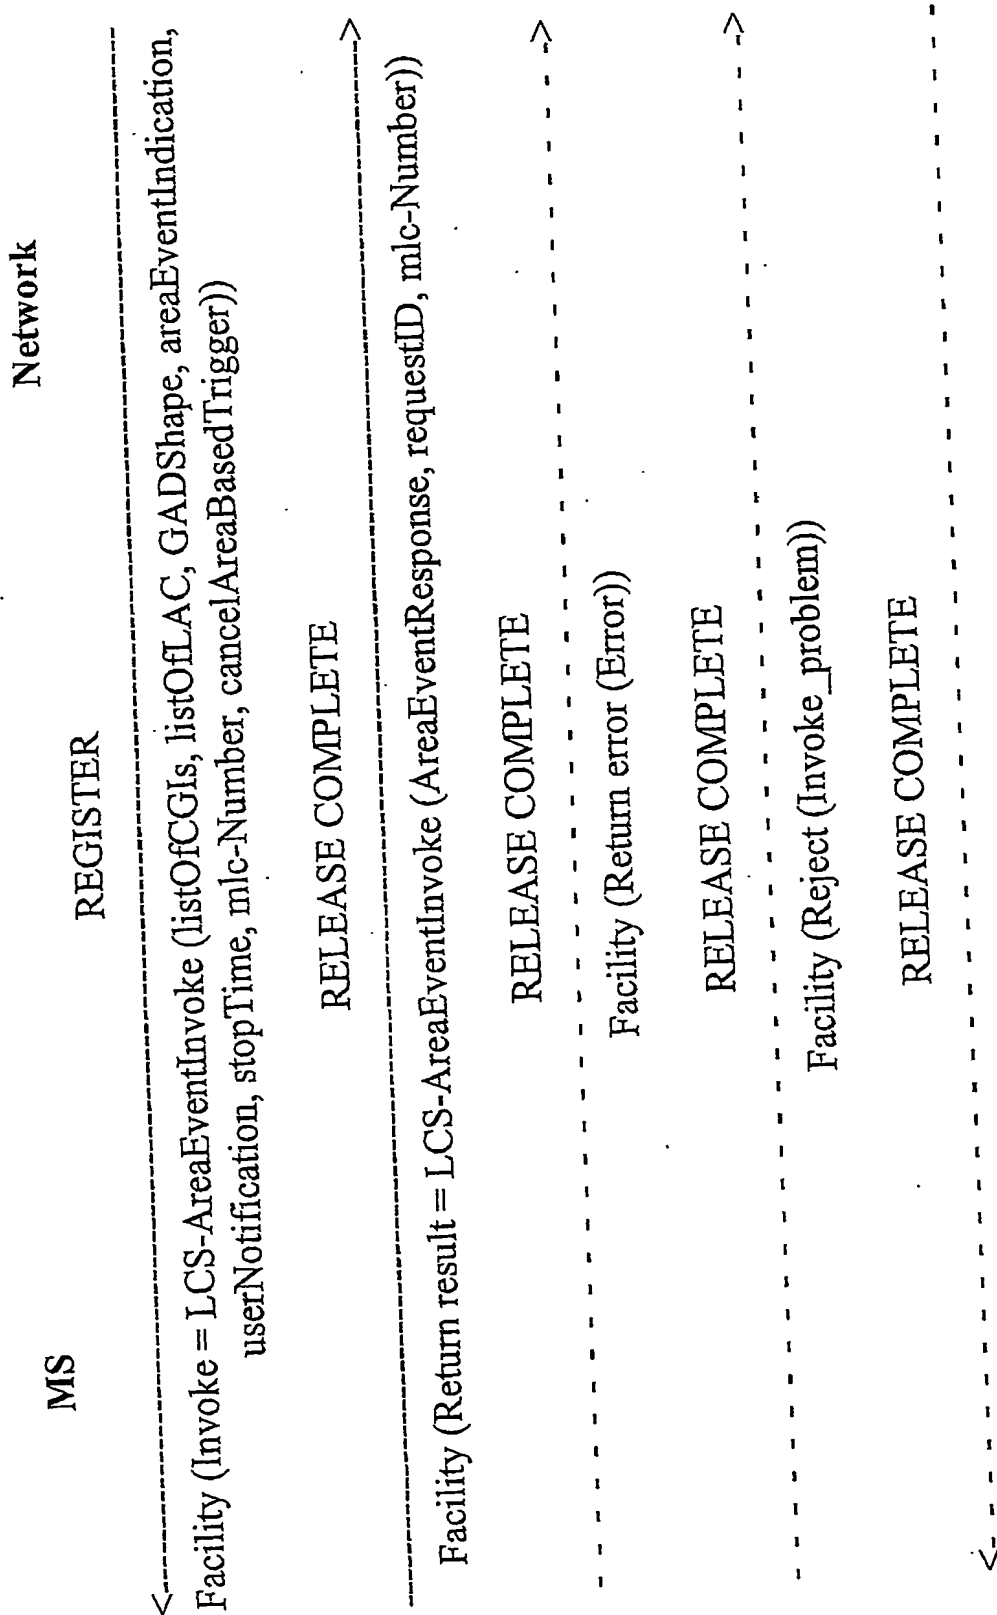 MS Network
REGISTER
Facility (Invoke = LCS-AreaEventInvoke (listOfCGIs, listOfLAC, GADShape, areaEventIndication,
userNotification, stopTime, mlc-Number, cancelAreaBasedTrigger))
RELEASE COMPLETE
Facility (Return result = LCS-AreaEventInvoke (AreaEventResponse, requestID, mlc-Number))
RELEASE COMPLETE
Facility (Return error (Error))
RELEASE COMPLETE
Facility (Reject (Invoke_problem))
RELEASE COMPLETE